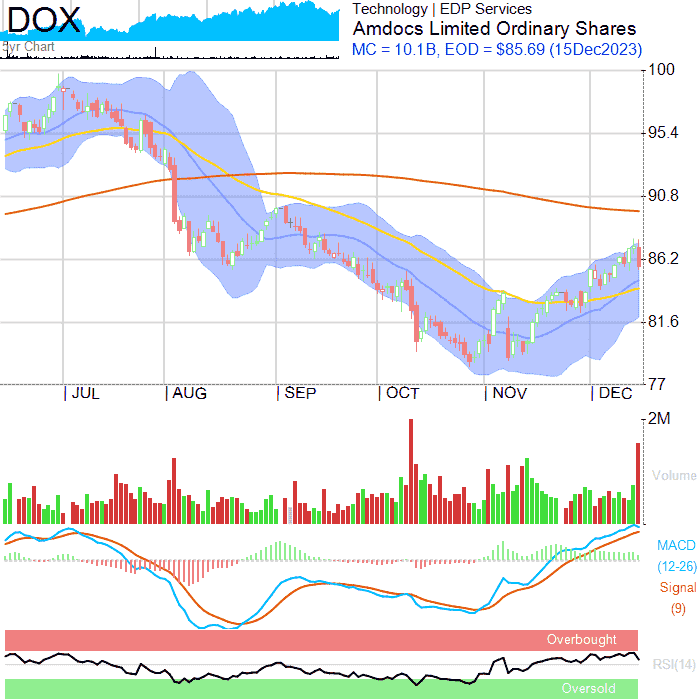 DOX
5yr Chart
Technology | EDP Services
Amdocs Limited Ordinary Shares
MC = 10.1B, EOD = $85.69 (15Dec2023)
100
95.4
90.8
86.2
81.6
77
| JUL | AUG | SEP | OCT | NOV | DEC
2M
Volume
MACD
(12-26)
Signal
(9)
Overbought
RSI(14)
Oversold